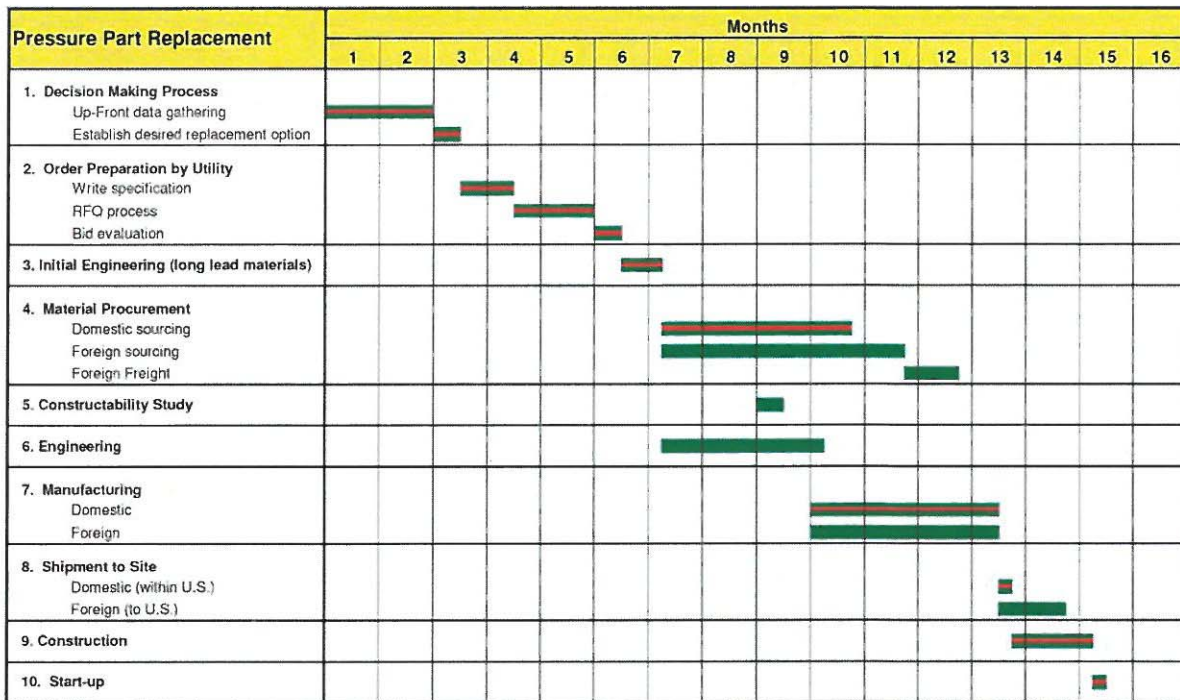 Pressure Part Replacement
Months
1 2 3 4 5 6 7 8 9 10 11 12 13 14 15 16
1. Decision Making Process
Up-Front data gathering
Establish desired replacement option
2. Order Preparation by Utility
Write specification
RFQ process
Bid evaluation
3. Initial Engineering (long lead materials)
4. Material Procurement
Domestic sourcing
Foreign sourcing
Foreign Freight
5. Constructability Study
6. Engineering
7. Manufacturing
Domestic
Foreign
8. Shipment to Site
Domestic (within U.S.)
Foreign (to U.S.)
9. Construction
10. Start-up